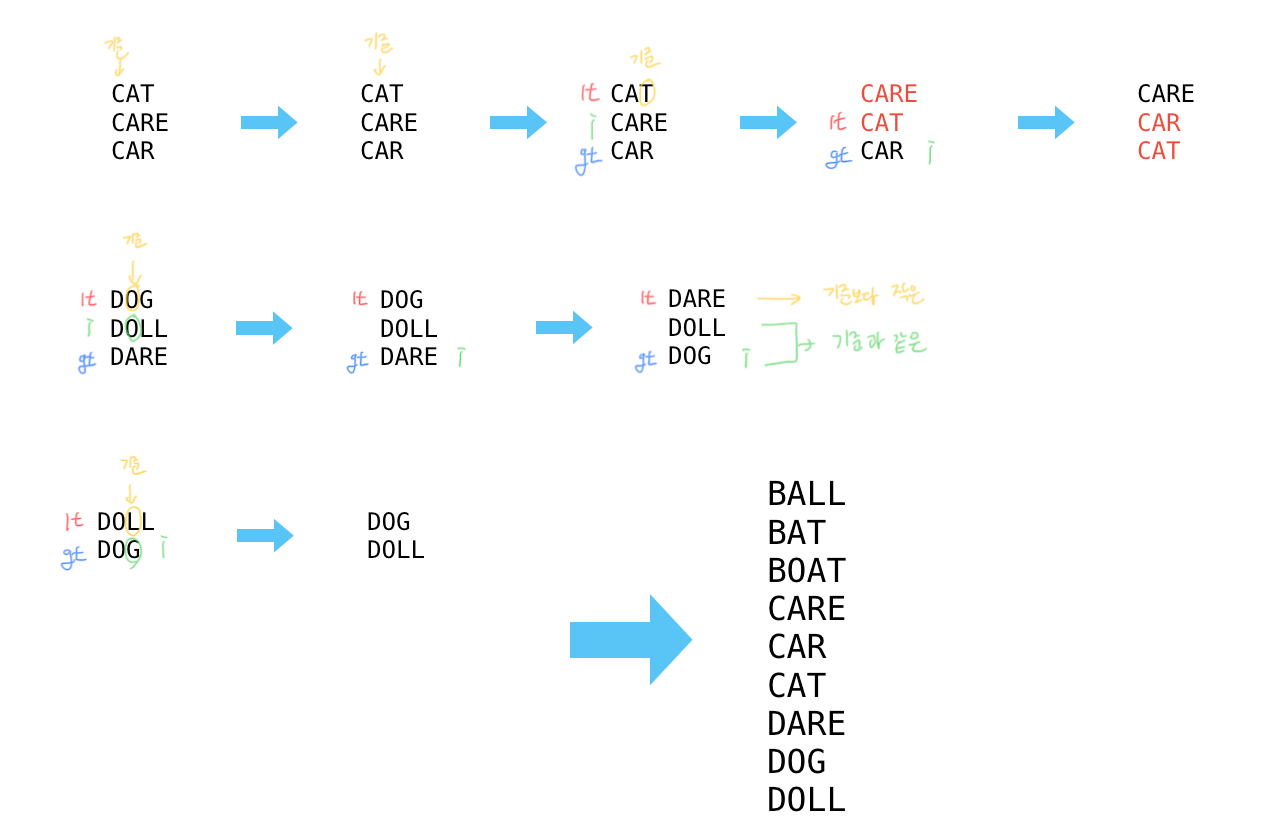 기준
기준
기준
lt CAT
i CARE
gt CAR
CAT
CARE
CAR
CAT
CARE
CAR
CARE
lt CAT
gt CAR i
CARE
CAR
CAT
기준
lt DOG
i DOLL
gt DARE
lt DOG
DOLL
gt DARE i
lt DARE 기준보다 작은
DOLL
gt DOG i 기준과 같은
기준
lt DOLL
gt DOG i
DOG
DOLL
BALL
BAT
BOAT
CARE
CAR
CAT
DARE
DOG
DOLL